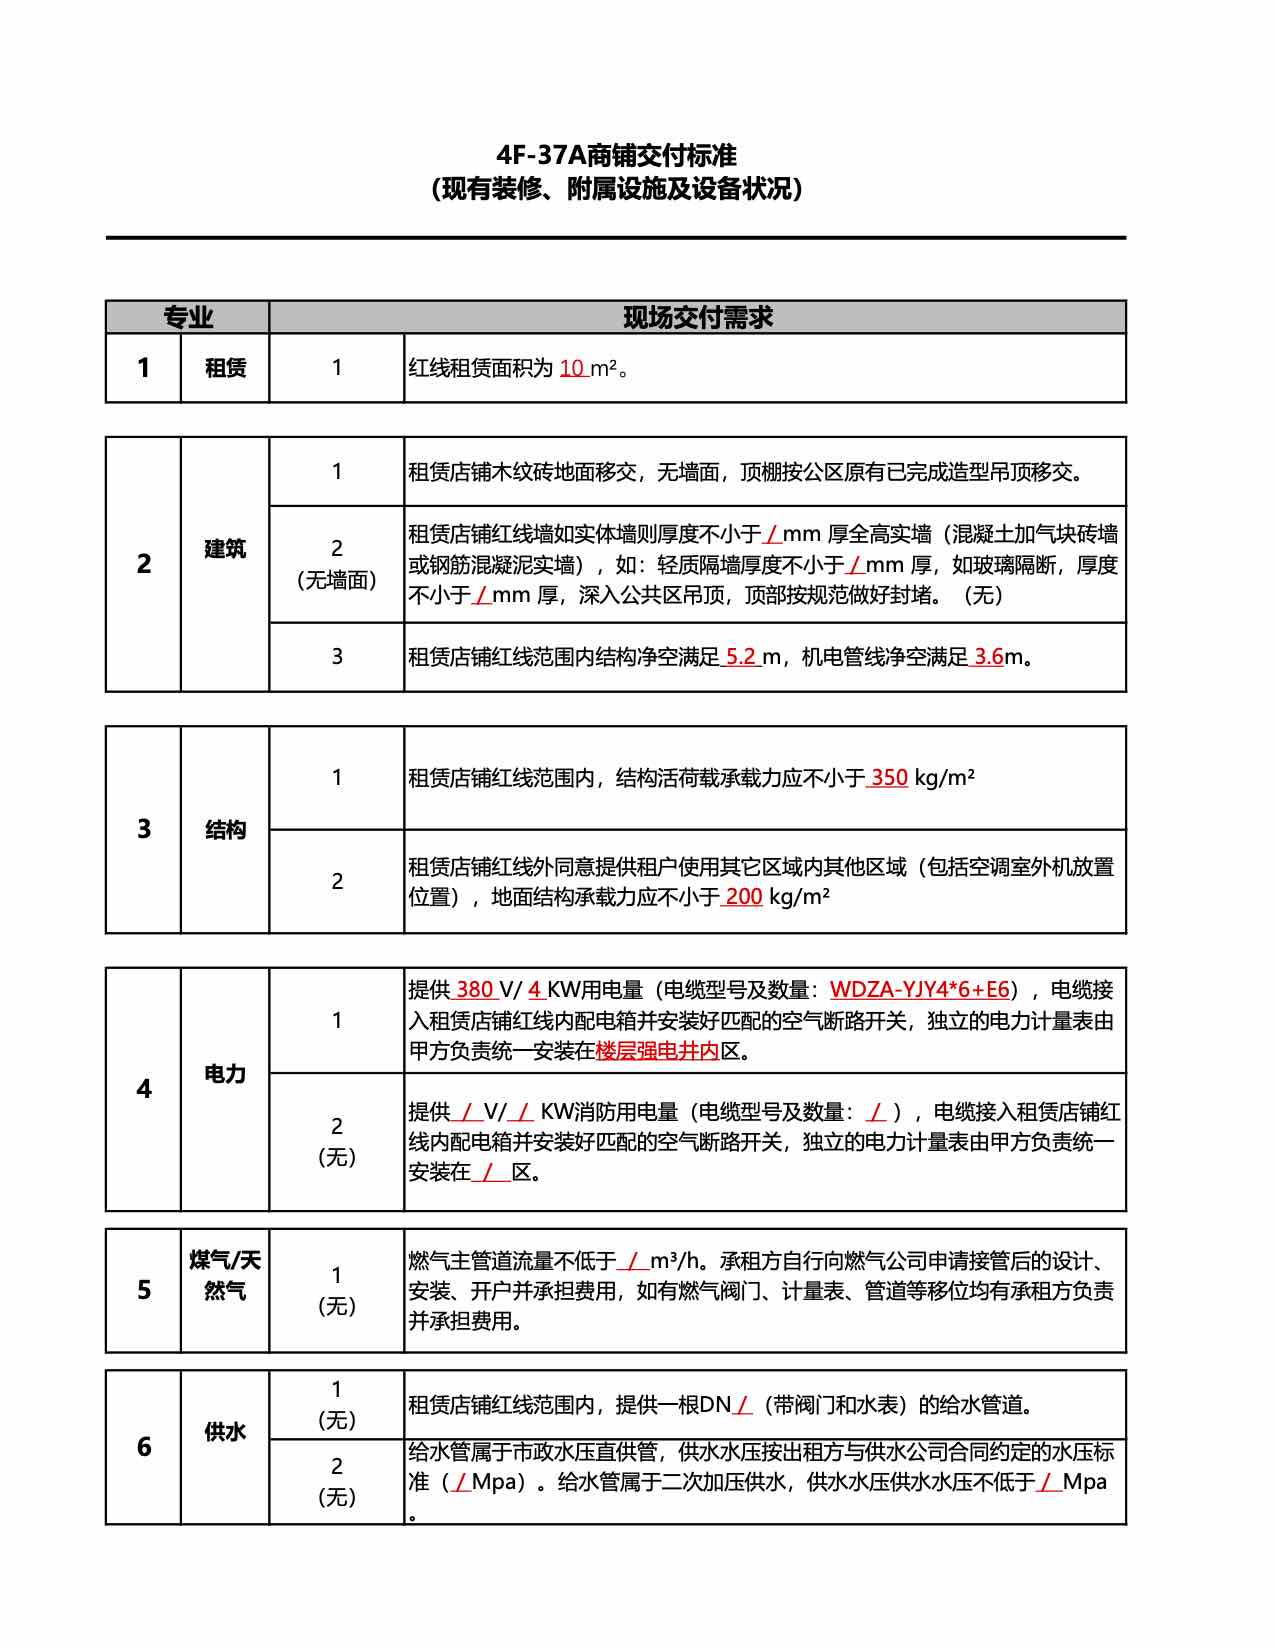 4F-37A商铺交付标准
（现有装修、附属设施及设备状况）
专业 现场交付需求
1 租赁 1 红线租赁面积为 10 m²。
2 建筑
1 租赁店铺木纹砖地面移交，无墙面，顶棚按公区原有已完成造型吊顶移交。
2
（无墙面）
租赁店铺红线墙如实体墙则厚度不小于 / mm 厚全高实墙（混凝土加气块砖墙
或钢筋混凝泥实墙），如：轻质隔墙厚度不小于 / mm 厚，如玻璃隔断，厚度
不小于 / mm 厚，深入公共区吊顶，顶部按规范做好封堵。（无）
3 租赁店铺红线范围内结构净空满足 5.2 m，机电管线净空满足 3.6m。
3 结构
1 租赁店铺红线范围内，结构活荷载承载力应不小于 350 kg/m²
2
租赁店铺红线外同意提供租户使用其它区域内其他区域（包括空调室外机放置
位置），地面结构承载力应不小于 200 kg/m²
4 电力
1
提供 380 V/ 4 KW用电量（电缆型号及数量：WDZA-YJY4*6+E6），电缆接
入租赁店铺红线内配电箱并安装好匹配的空气断路开关，独立的电力计量表由
甲方负责统一安装在楼层强电井内区。
2
（无）
提供 / V/ / KW消防用电量（电缆型号及数量： / ），电缆接入租赁店铺红
线内配电箱并安装好匹配的空气断路开关，独立的电力计量表由甲方负责统一
安装在 / 区。
5
煤气/天
然气
1
（无）
燃气主管道流量不低于 / m³/h。承租方自行向燃气公司申请接管后的设计、
安装、开户并承担费用，如有燃气阀门、计量表、管道等移位均有承租方负责
并承担费用。
6 供水
1
（无）
租赁店铺红线范围内，提供一根DN /（带阀门和水表）的给水管道。
2
（无）
给水管属于市政水压直供管，供水水压按出租方与供水公司合同约定的水压标
准（ / Mpa）。给水管属于二次加压供水，供水水压供水水压不低于 / Mpa
。